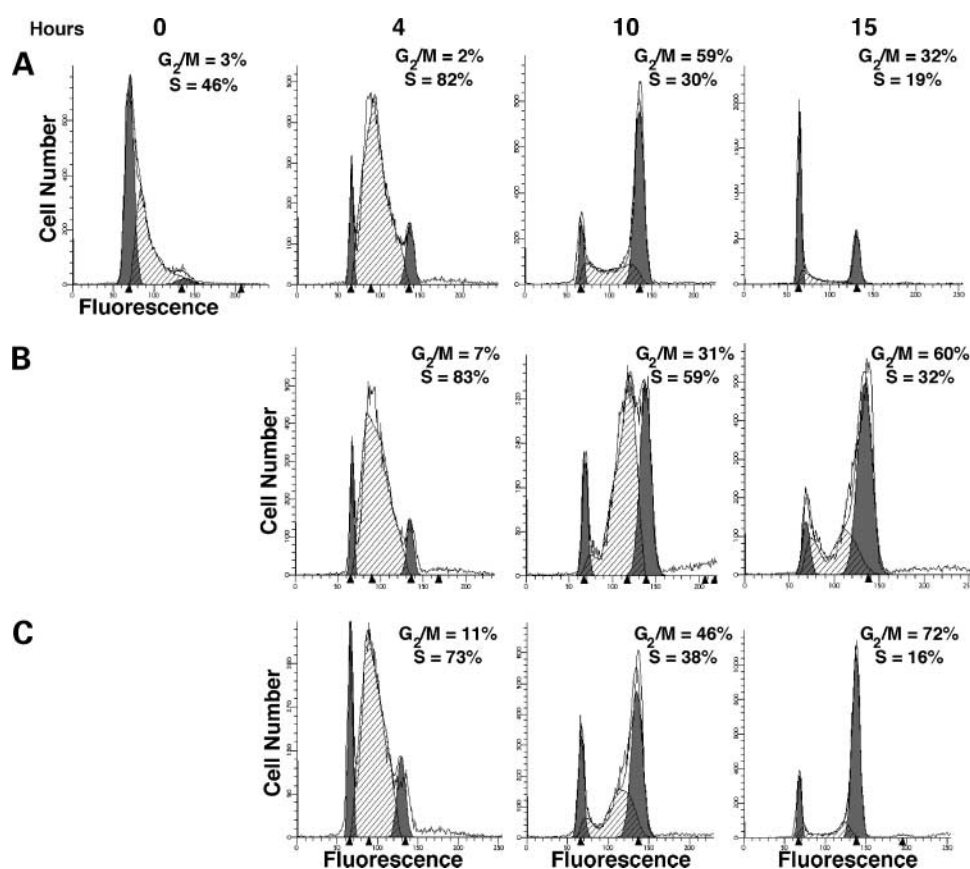 Hours 0 4 10 15
A
G2/M = 3%
S = 46%
G2/M = 2%
S = 82%
G2/M = 59%
S = 30%
G2/M = 32%
S = 19%
Cell Number
Fluorescence
B
G2/M = 7%
S = 83%
G2/M = 31%
S = 59%
G2/M = 60%
S = 32%
Cell Number
C
G2/M = 11%
S = 73%
G2/M = 46%
S = 38%
G2/M = 72%
S = 16%
Cell Number
Fluorescence Fluorescence Fluorescence